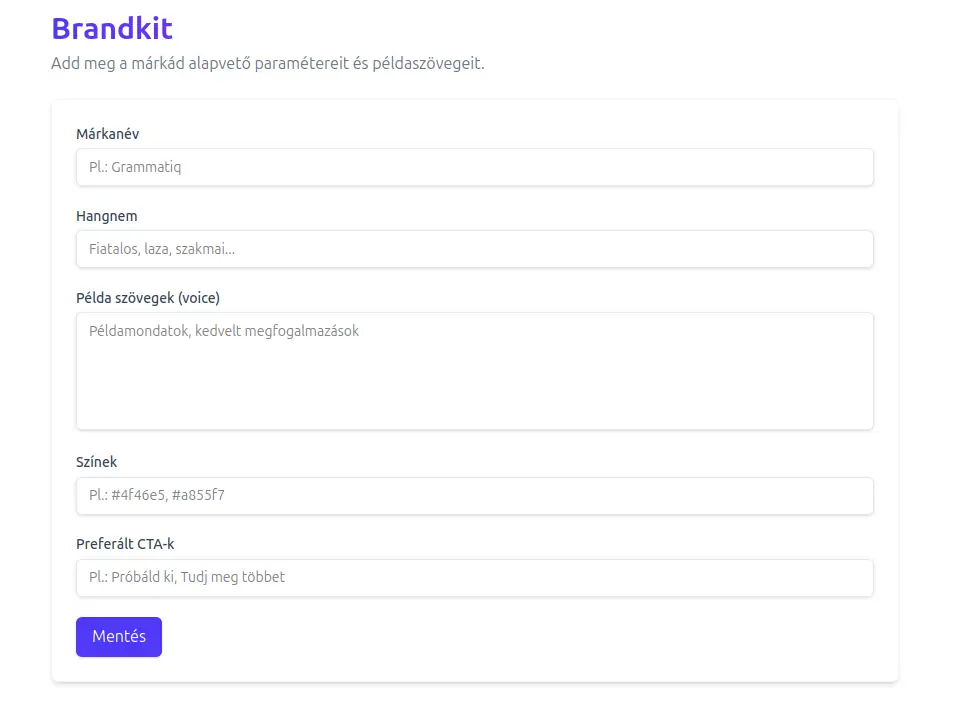 Brandkit
Add meg a márkád alapvető paramétereit és példaszövegeit.
Márkanév
Pl.: Grammatiq
Hangnem
Fiatalos, laza, szakmai...
Példa szövegek (voice)
Példamondatok, kedvelt megfogalmazások
Színek
Pl.: #4f46e5, #a855f7
Preferált CTA-k
Pl.: Próbáld ki, Tudj meg többet
Mentés